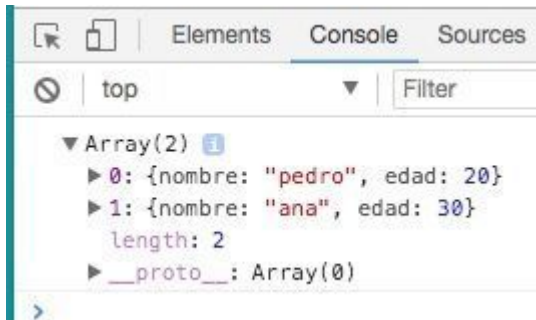 Elements Console Sources
top ▼ Filter
▼ Array(2) i
▶ 0: {nombre: "pedro", edad: 20}
▶ 1: {nombre: "ana", edad: 30}
length: 2
▶ __proto__: Array(0)
>